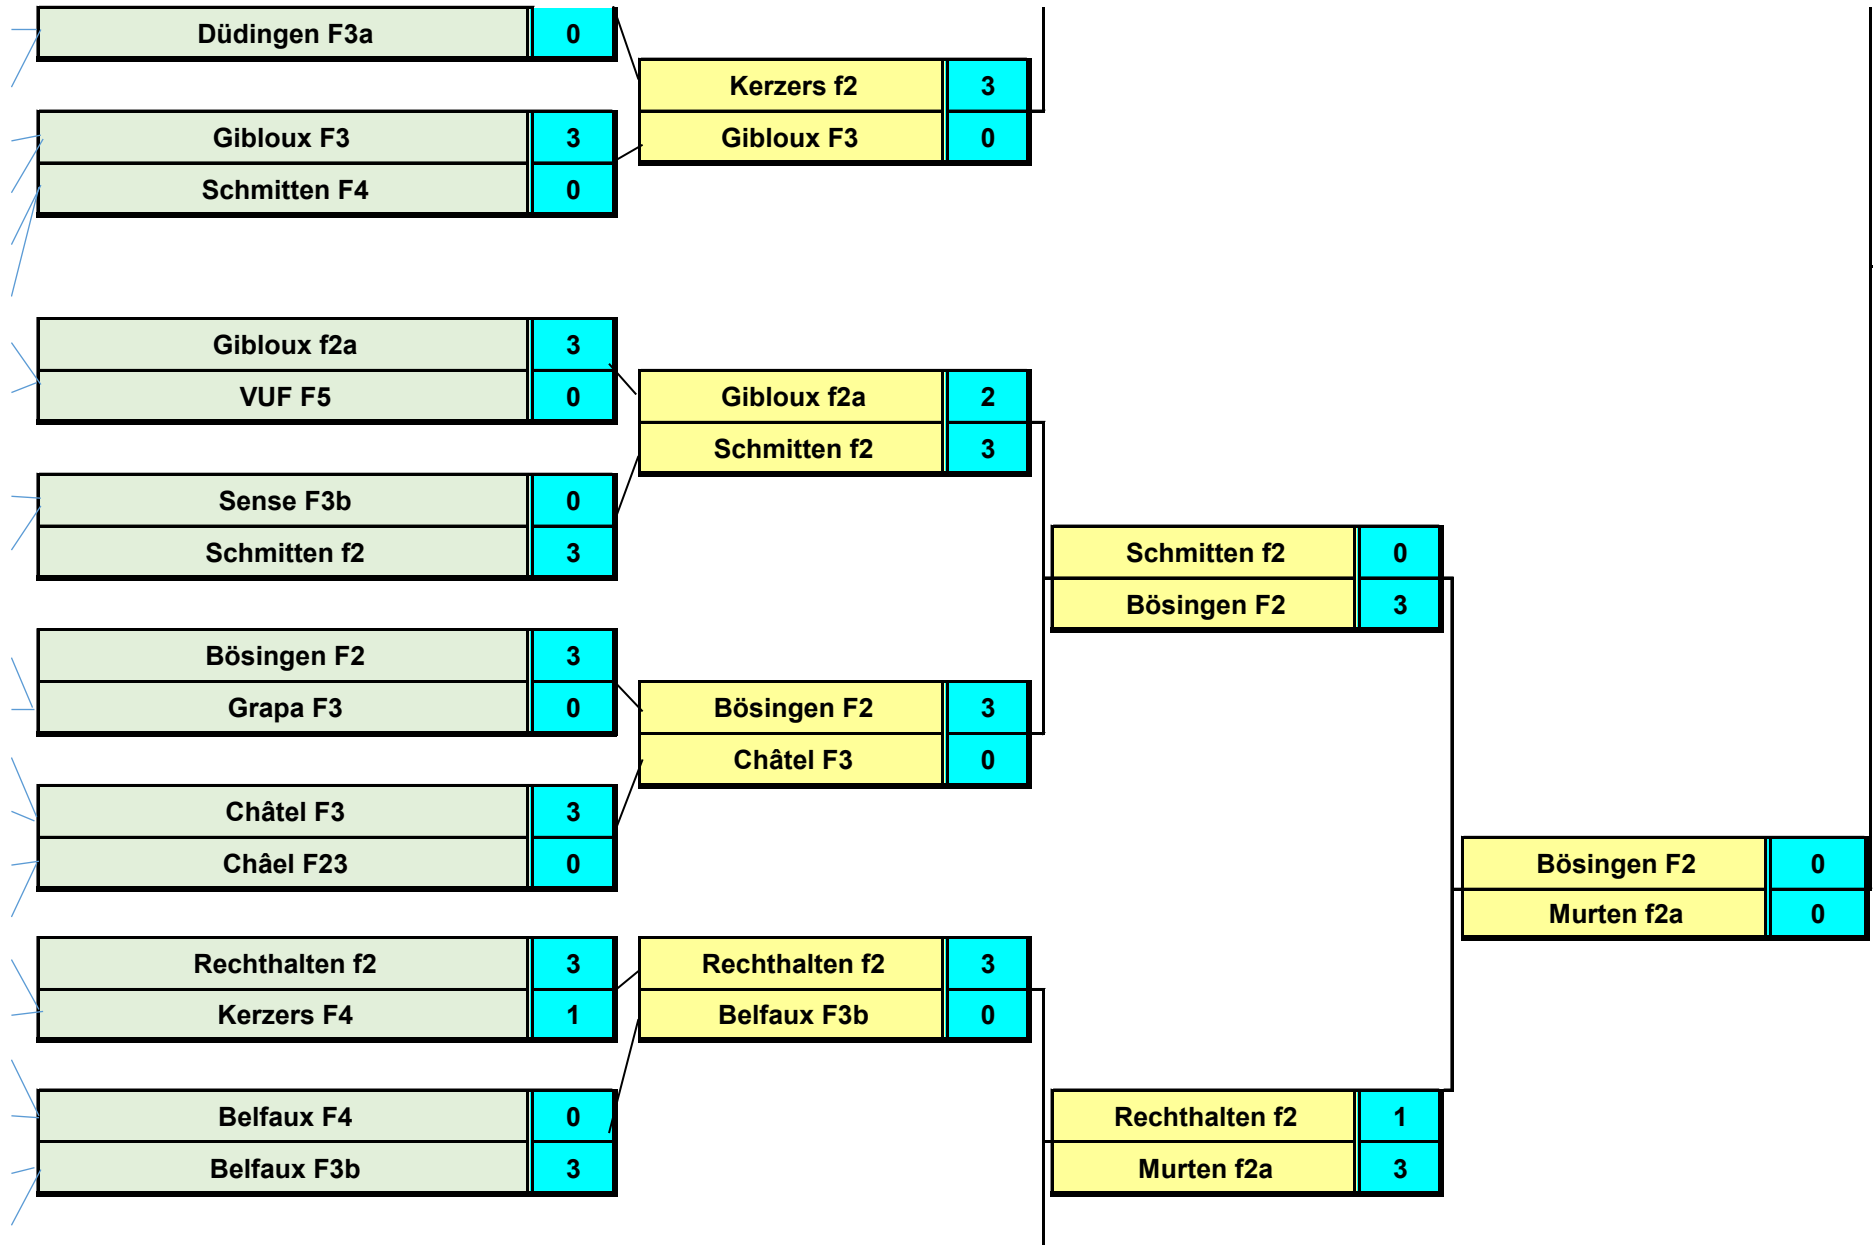 Düdingen F3a 0
Gibloux F3 3
Schmitten F4 0
Gibloux f2a 3
VUF F5 0
Sense F3b 0
Schmitten f2 3
Bösingen F2 3
Grapa F3 0
Châtel F3 3
Châel F23 0
Rechthalten f2 3
Kerzers F4 1
Belfaux F4 0
Belfaux F3b 3
Kerzers f2 3
Gibloux F3 0
Gibloux f2a 2
Schmitten f2 3
Bösingen F2 3
Châtel F3 0
Rechthalten f2 3
Belfaux F3b 0
Schmitten f2 0
Bösingen F2 3
Rechthalten f2 1
Murten f2a 3
Bösingen F2 0
Murten f2a 0